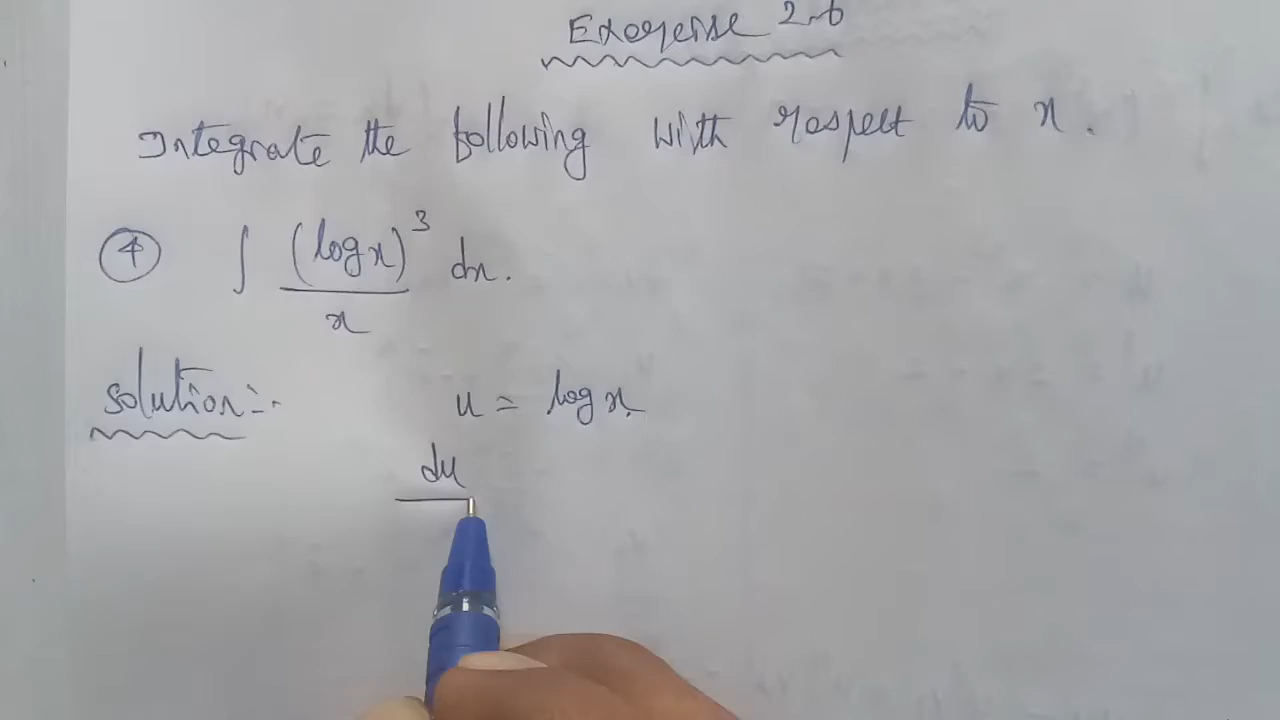 Exercise 2.6
Integrate the following with respect to x.
④ ∫ (log x)³ / x dx.
Solution:-
u = log x.
du